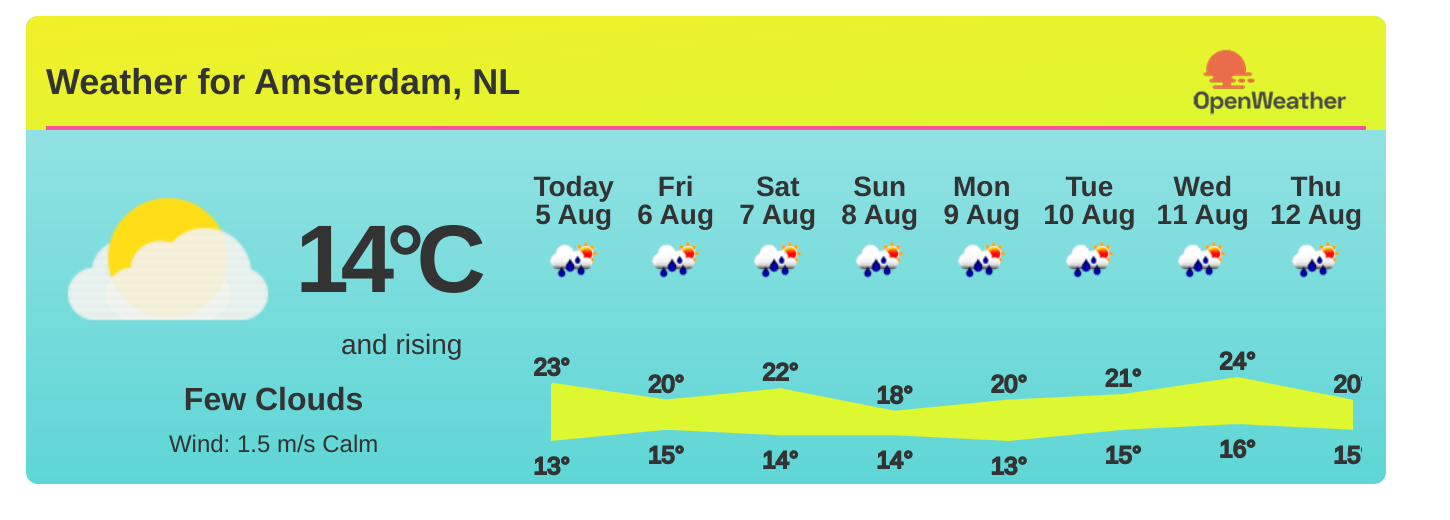 Weather for Amsterdam, NL
OpenWeather
14°C
and rising
Few Clouds
Wind: 1.5 m/s Calm
Today Fri Sat Sun Mon Tue Wed Thu
5 Aug 6 Aug 7 Aug 8 Aug 9 Aug 10 Aug 11 Aug 12 Aug
23° 20° 22° 18° 20° 21° 24° 20°
13° 15° 14° 14° 13° 15° 16° 15°